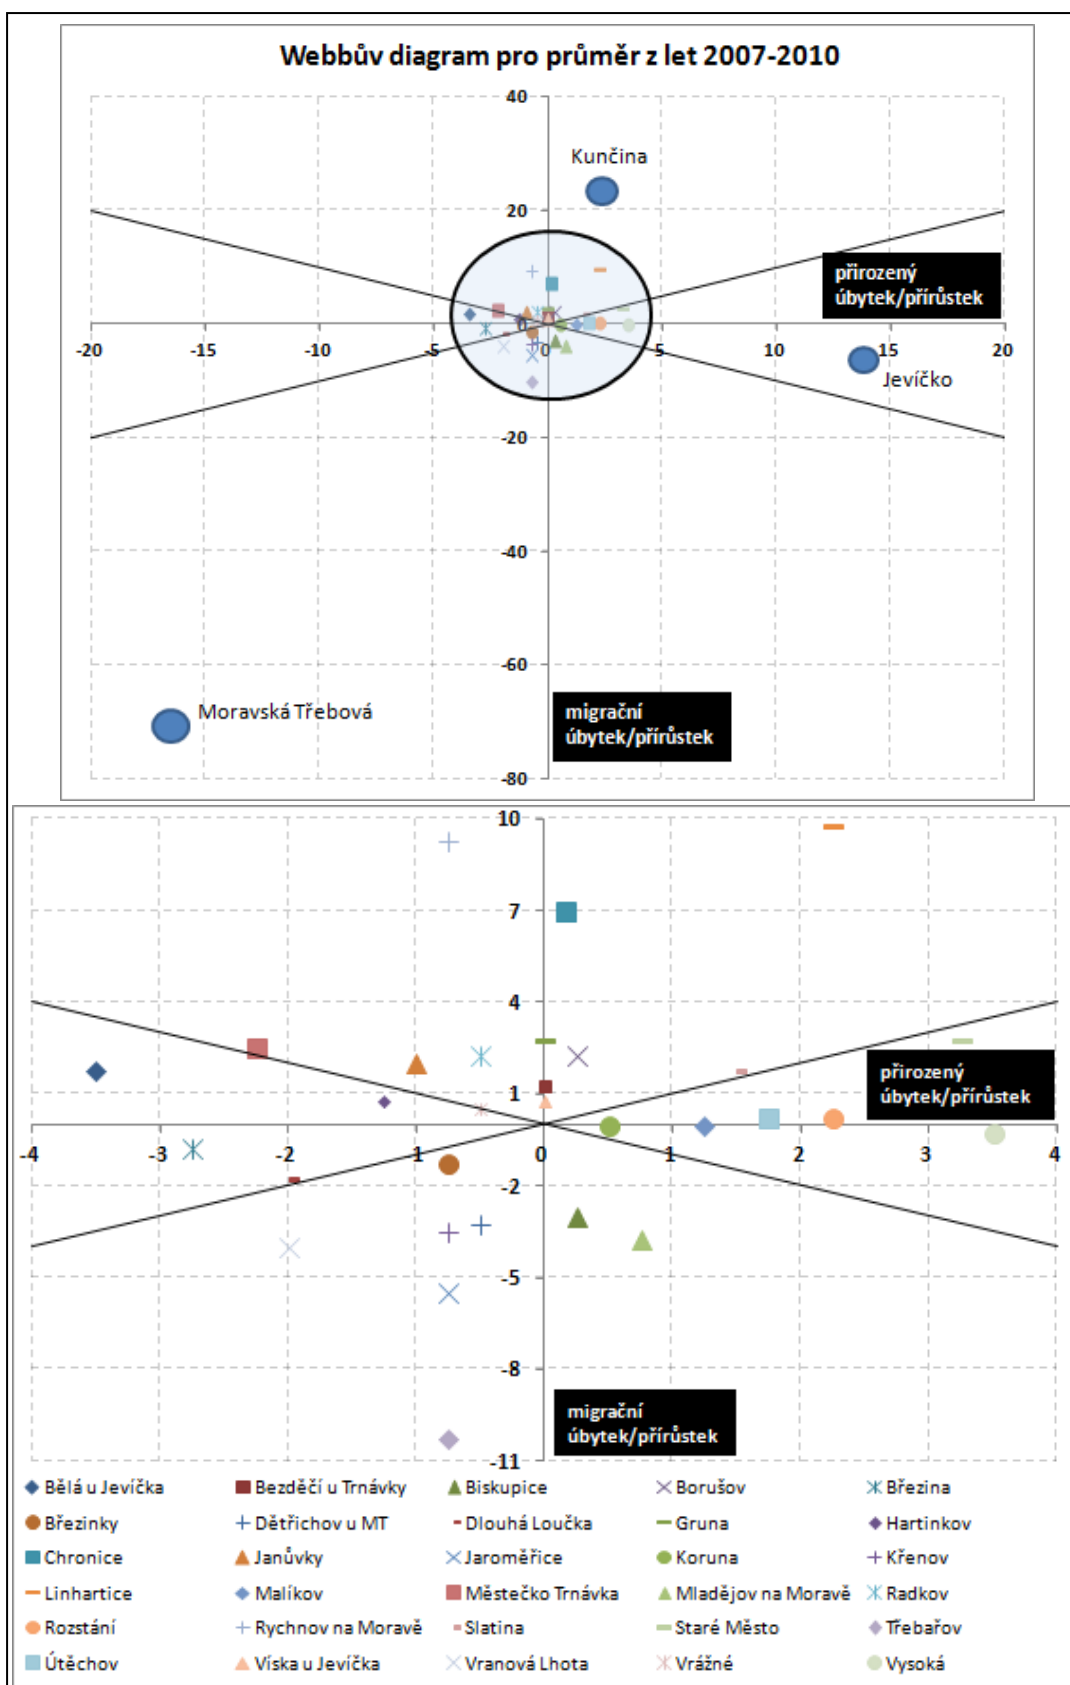 Webbův diagram pro průměr z let 2007-2010
40
Kunčina
20
přirozený
úbytek/přírůstek
0
-20 -15 -10 -5 0 5 10 15 20
Jevíčko
-20
-40
-60
Moravská Třebová
migrační
úbytek/přírůstek
-80
10
7
4
přirozený
úbytek/přírůstek
1
-4 -3 -2 -1 0 1 2 3 4
-2
-5
-8
migrační
úbytek/přírůstek
-11
Bělá u Jevíčka Bezděčí u Trnávky Biskupice Borušov Březina
Březinky Dětřichov u MT Dlouhá Loučka Gruna Hartinkov
Chronice Janůvky Jaroměřice Koruna Křenov
Linhartice Malíkov Městečko Trnávka Mladějov na Moravě Radkov
Rozstání Rychnov na Moravě Slatina Staré Město Třebařov
Útěchov Víska u Jevíčka Vranová Lhota Vrážné Vysoká